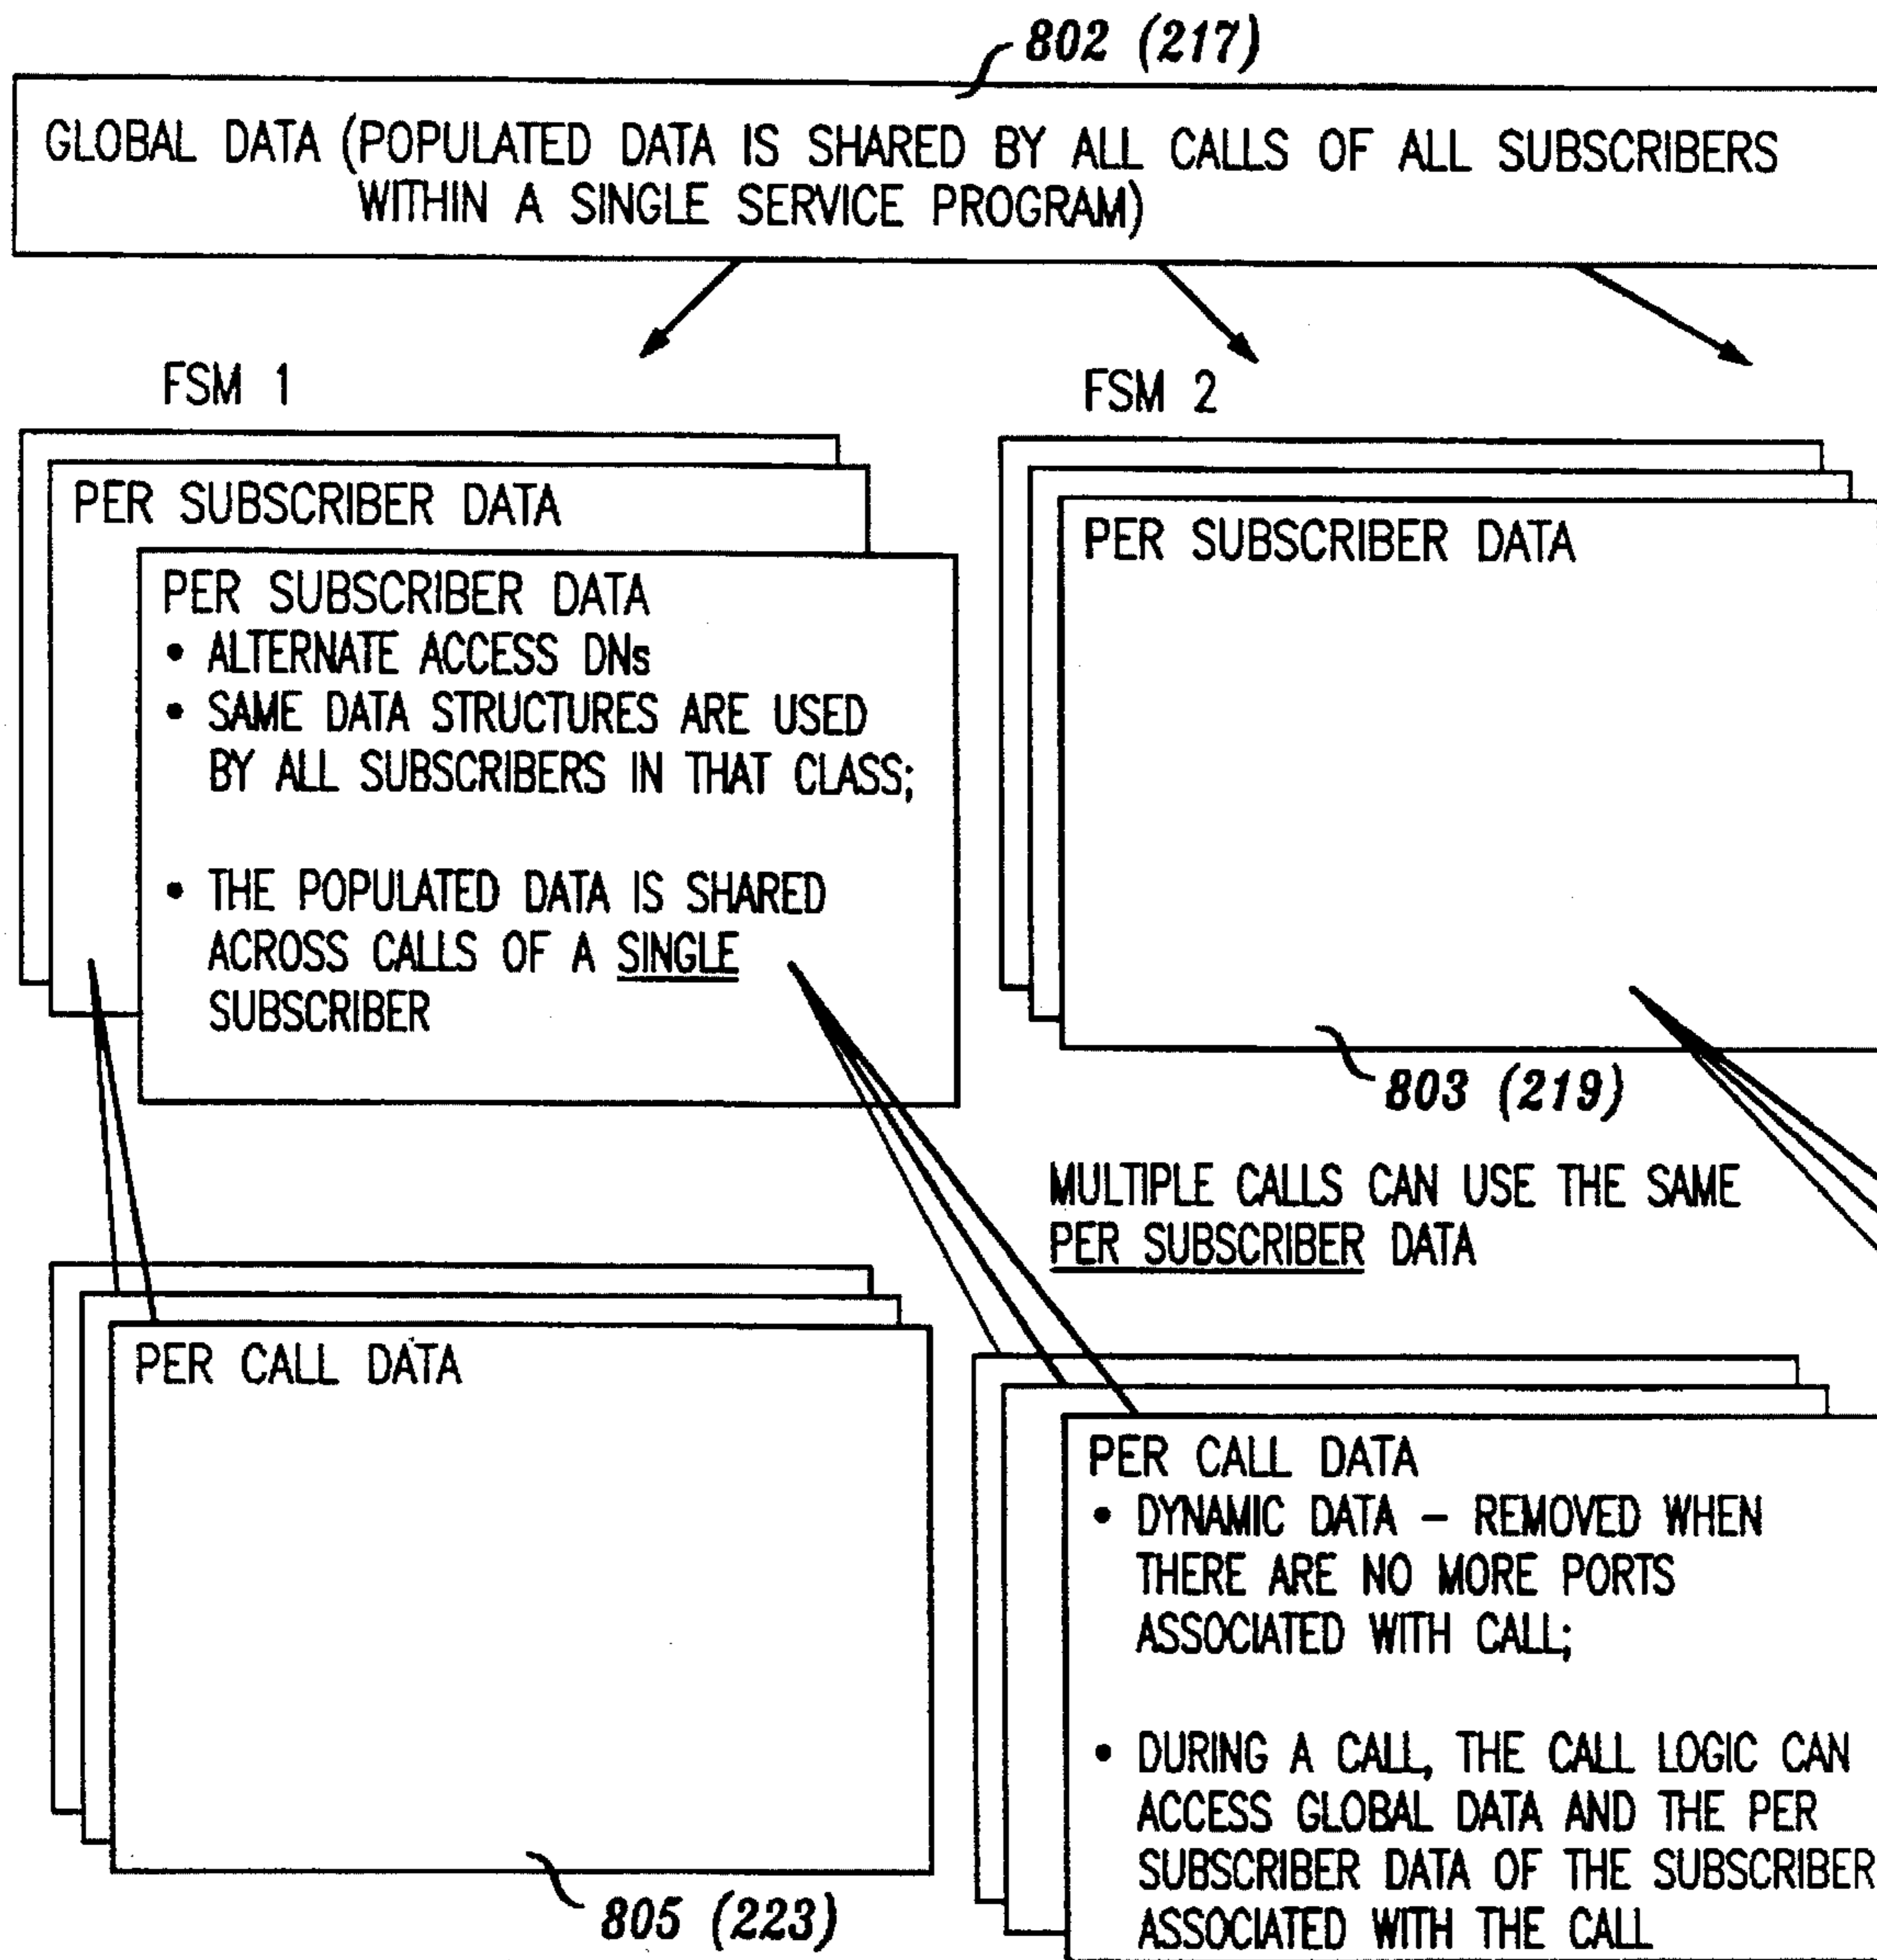 802 (217)
GLOBAL DATA (POPULATED DATA IS SHARED BY ALL CALLS OF ALL SUBSCRIBERS
WITHIN A SINGLE SERVICE PROGRAM)
FSM 1
FSM 2
PER SUBSCRIBER DATA
PER SUBSCRIBER DATA
• ALTERNATE ACCESS DNs
• SAME DATA STRUCTURES ARE USED
BY ALL SUBSCRIBERS IN THAT CLASS;
• THE POPULATED DATA IS SHARED
ACROSS CALLS OF A SINGLE
SUBSCRIBER
PER SUBSCRIBER DATA
803 (219)
MULTIPLE CALLS CAN USE THE SAME
PER SUBSCRIBER DATA
PER CALL DATA
805 (223)
PER CALL DATA
• DYNAMIC DATA – REMOVED WHEN
THERE ARE NO MORE PORTS
ASSOCIATED WITH CALL;
• DURING A CALL, THE CALL LOGIC CAN
ACCESS GLOBAL DATA AND THE PER
SUBSCRIBER DATA OF THE SUBSCRIBER
ASSOCIATED WITH THE CALL